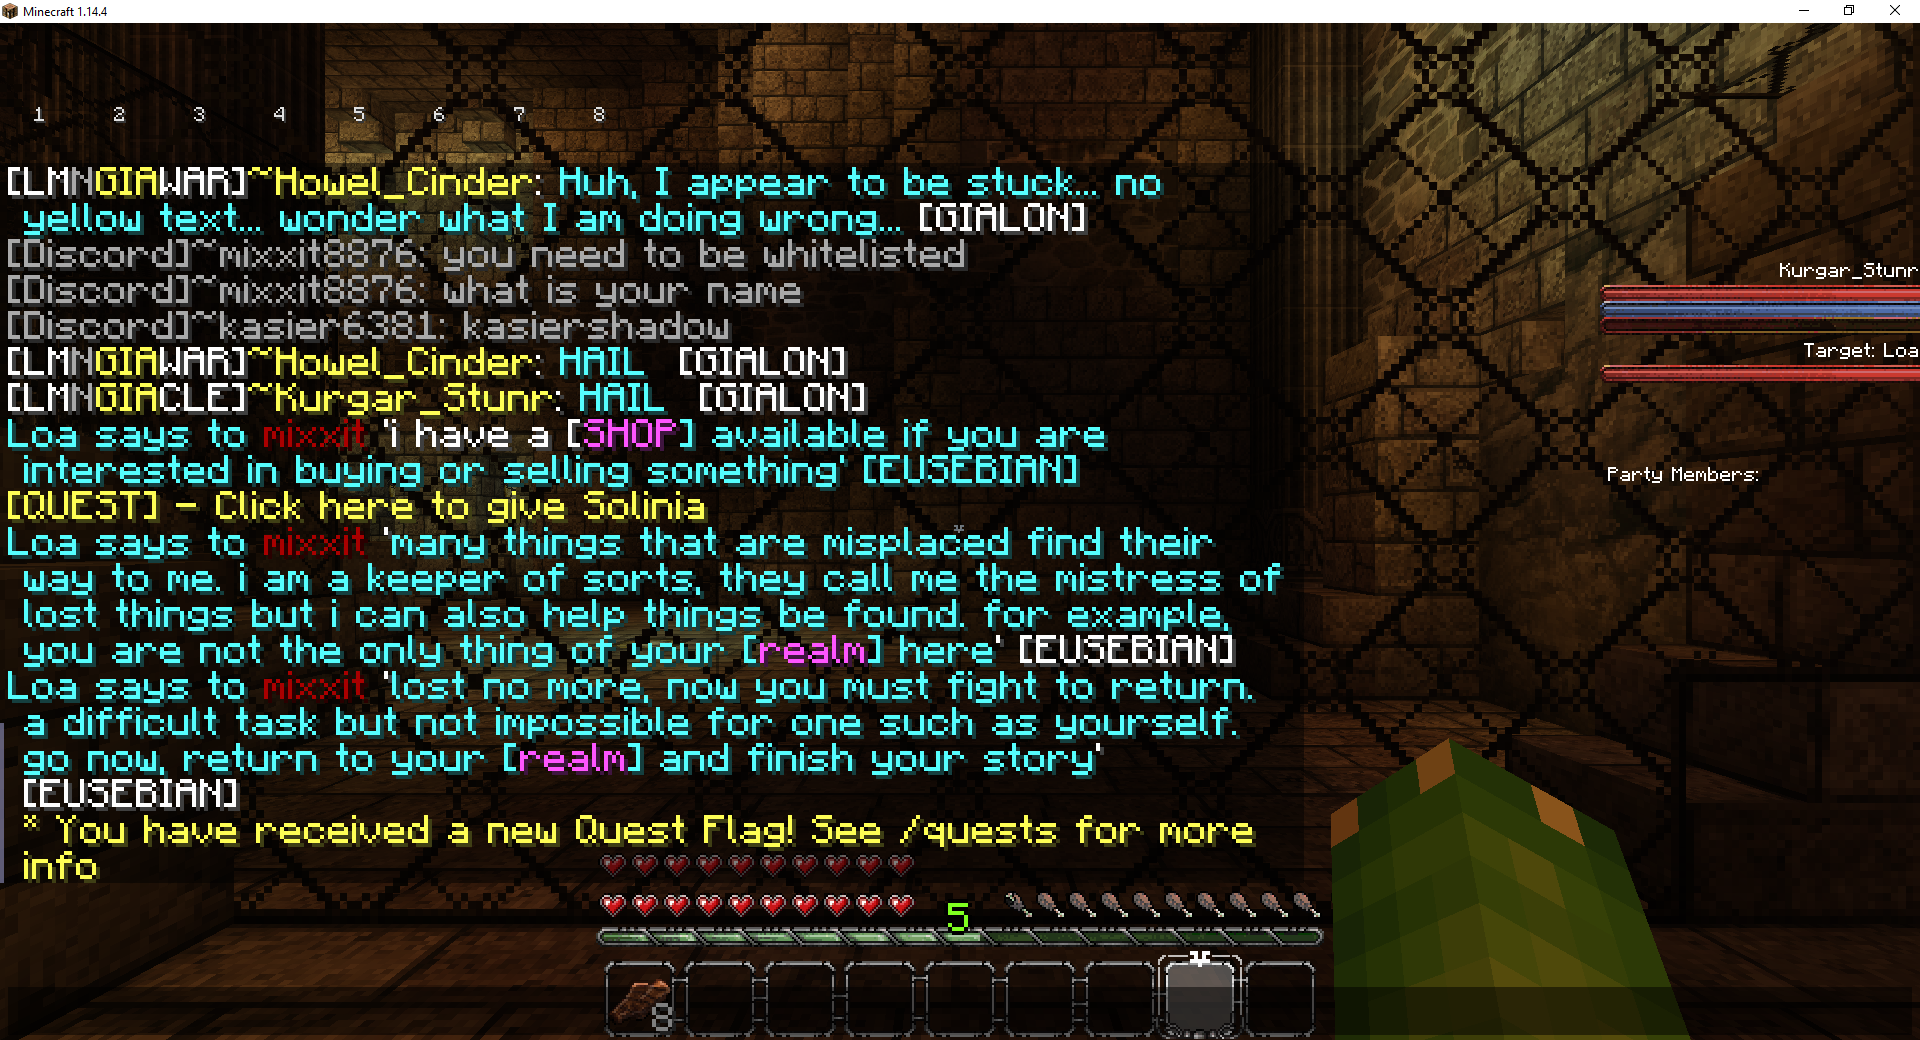 Minecraft 1.14.4
1 2 3 4 5 6 7 8
[LMNGIAWAR]~Howel_Cinder: Huh, I appear to be stuck... no
yellow text... wonder what I am doing wrong... [GIALON]
[Discord]~mixxit8876: you need to be whitelisted
[Discord]~mixxit8876: what is your name
[Discord]~kasier6381: kasiershadow
[LMNGIAWAR]~Howel_Cinder: HAIL [GIALON]
[LMNGIACLE]~Kurgar_Stunr: HAIL [GIALON]
Loa says to mixxit 'i have a [SHOP] available if you are
interested in buying or selling something' [EUSEBIAN]
[QUEST] - Click here to give Solinia
Loa says to mixxit 'many things that are misplaced find their
way to me. i am a keeper of sorts, they call me the mistress of
lost things but i can also help things be found. for example,
you are not the only thing of your [realm] here' [EUSEBIAN]
Loa says to mixxit 'lost no more, now you must fight to return.
a difficult task but not impossible for one such as yourself.
go now, return to your [realm] and finish your story'
[EUSEBIAN]
* You have received a new Quest Flag! See /quests for more
info
Kurgar_Stunr
Target: Loa
Party Members:
5
8